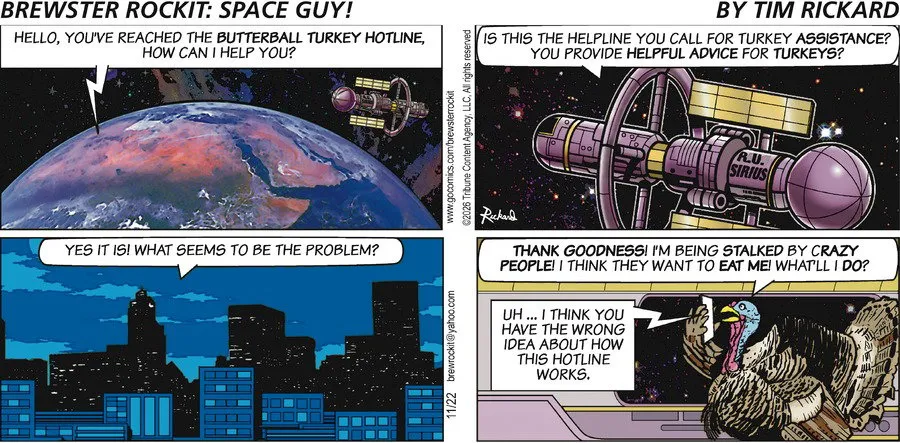 BREWSTER ROCKIT: SPACE GUY!
BY TIM RICKARD
HELLO, YOU'VE REACHED THE BUTTERBALL TURKEY HOTLINE,
HOW CAN I HELP YOU?
www.gocomics.com/brewsterrockit
©2026 Tribune Content Agency, LLC. All rights reserved
IS THIS THE HELPLINE YOU CALL FOR TURKEY ASSISTANCE?
YOU PROVIDE HELPFUL ADVICE FOR TURKEYS?
R.U.
SIRIUS
Rickard
YES IT IS! WHAT SEEMS TO BE THE PROBLEM?
11/22 brewrockit@yahoo.com
THANK GOODNESS! I'M BEING STALKED BY CRAZY
PEOPLE! I THINK THEY WANT TO EAT ME! WHAT'LL I DO?
UH ... I THINK YOU
HAVE THE WRONG
IDEA ABOUT HOW
THIS HOTLINE
WORKS.